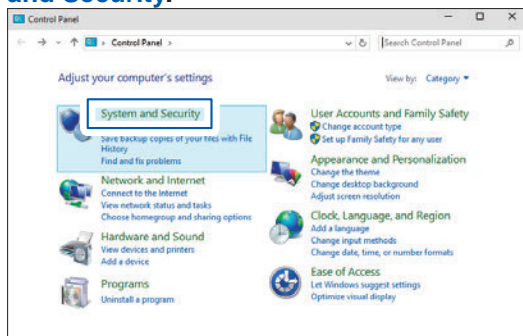 and Security.
Control Panel
Control Panel
Search Control Panel
Adjust your computer's settings
View by: Category
System and Security
Save backup copies of your files with File
History
Find and fix problems
Network and Internet
Connect to the Internet
View network status and tasks
Choose homegroup and sharing options
Hardware and Sound
View devices and printers
Add a device
Programs
Uninstall a program
User Accounts and Family Safety
Change account type
Set up Family Safety for any user
Appearance and Personalization
Change the theme
Change desktop background
Adjust screen resolution
Clock, Language, and Region
Add a language
Change input methods
Change date, time, or number formats
Ease of Access
Let Windows suggest settings
Optimize visual display